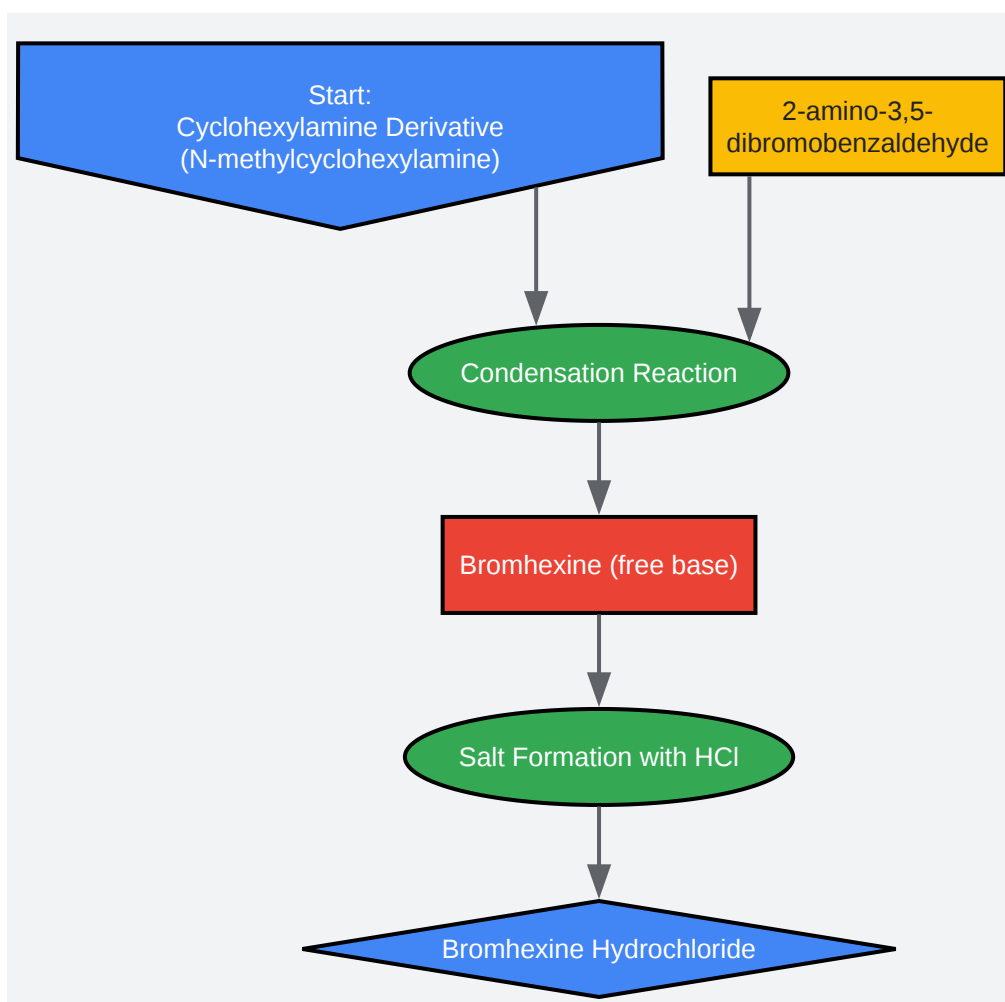 Start:
Cyclohexylamine Derivative
(N-methylcyclohexylamine)
2-amino-3,5-
dibromobenzaldehyde
Condensation Reaction
Bromhexine (free base)
Salt Formation with HCl
Bromhexine Hydrochloride